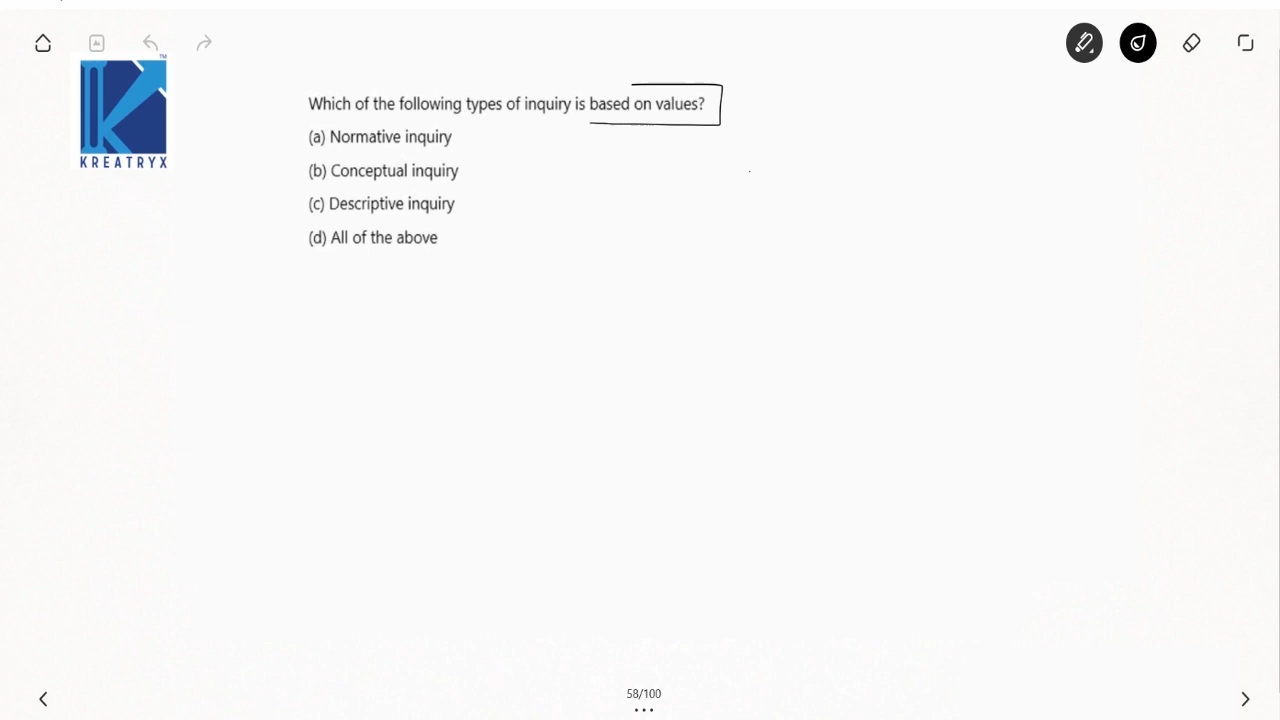 TM
KREATRYX
Which of the following types of inquiry is based on values?
(a) Normative inquiry
(b) Conceptual inquiry
(c) Descriptive inquiry
(d) All of the above
58/100